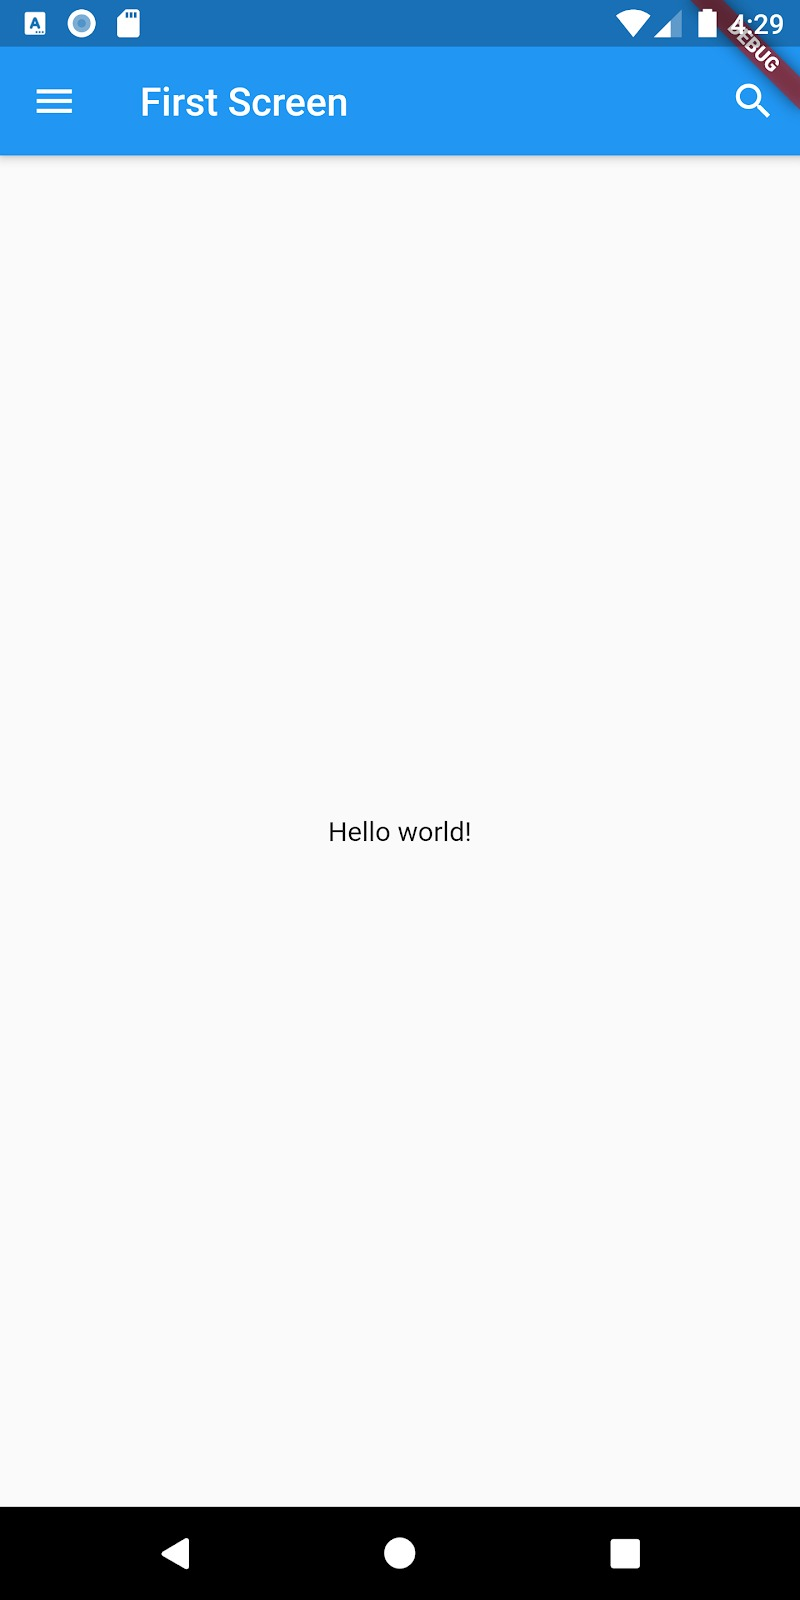 A
4:29
DEBUG
First Screen
Hello world!